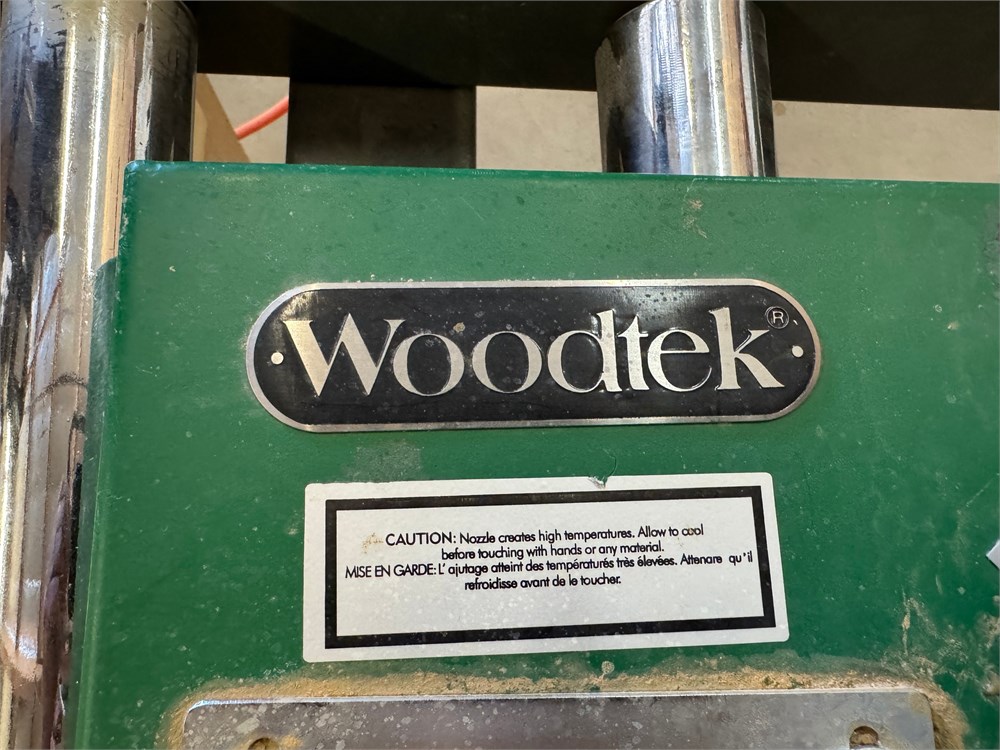 Woodtek®
CAUTION: Nozzle creates high temperatures. Allow to cool
before touching with hands or any material.
MISE EN GARDE: L'ajutage atteint des températurés très élevées. Attenare qu'il
refroidisse avant de le toucher.